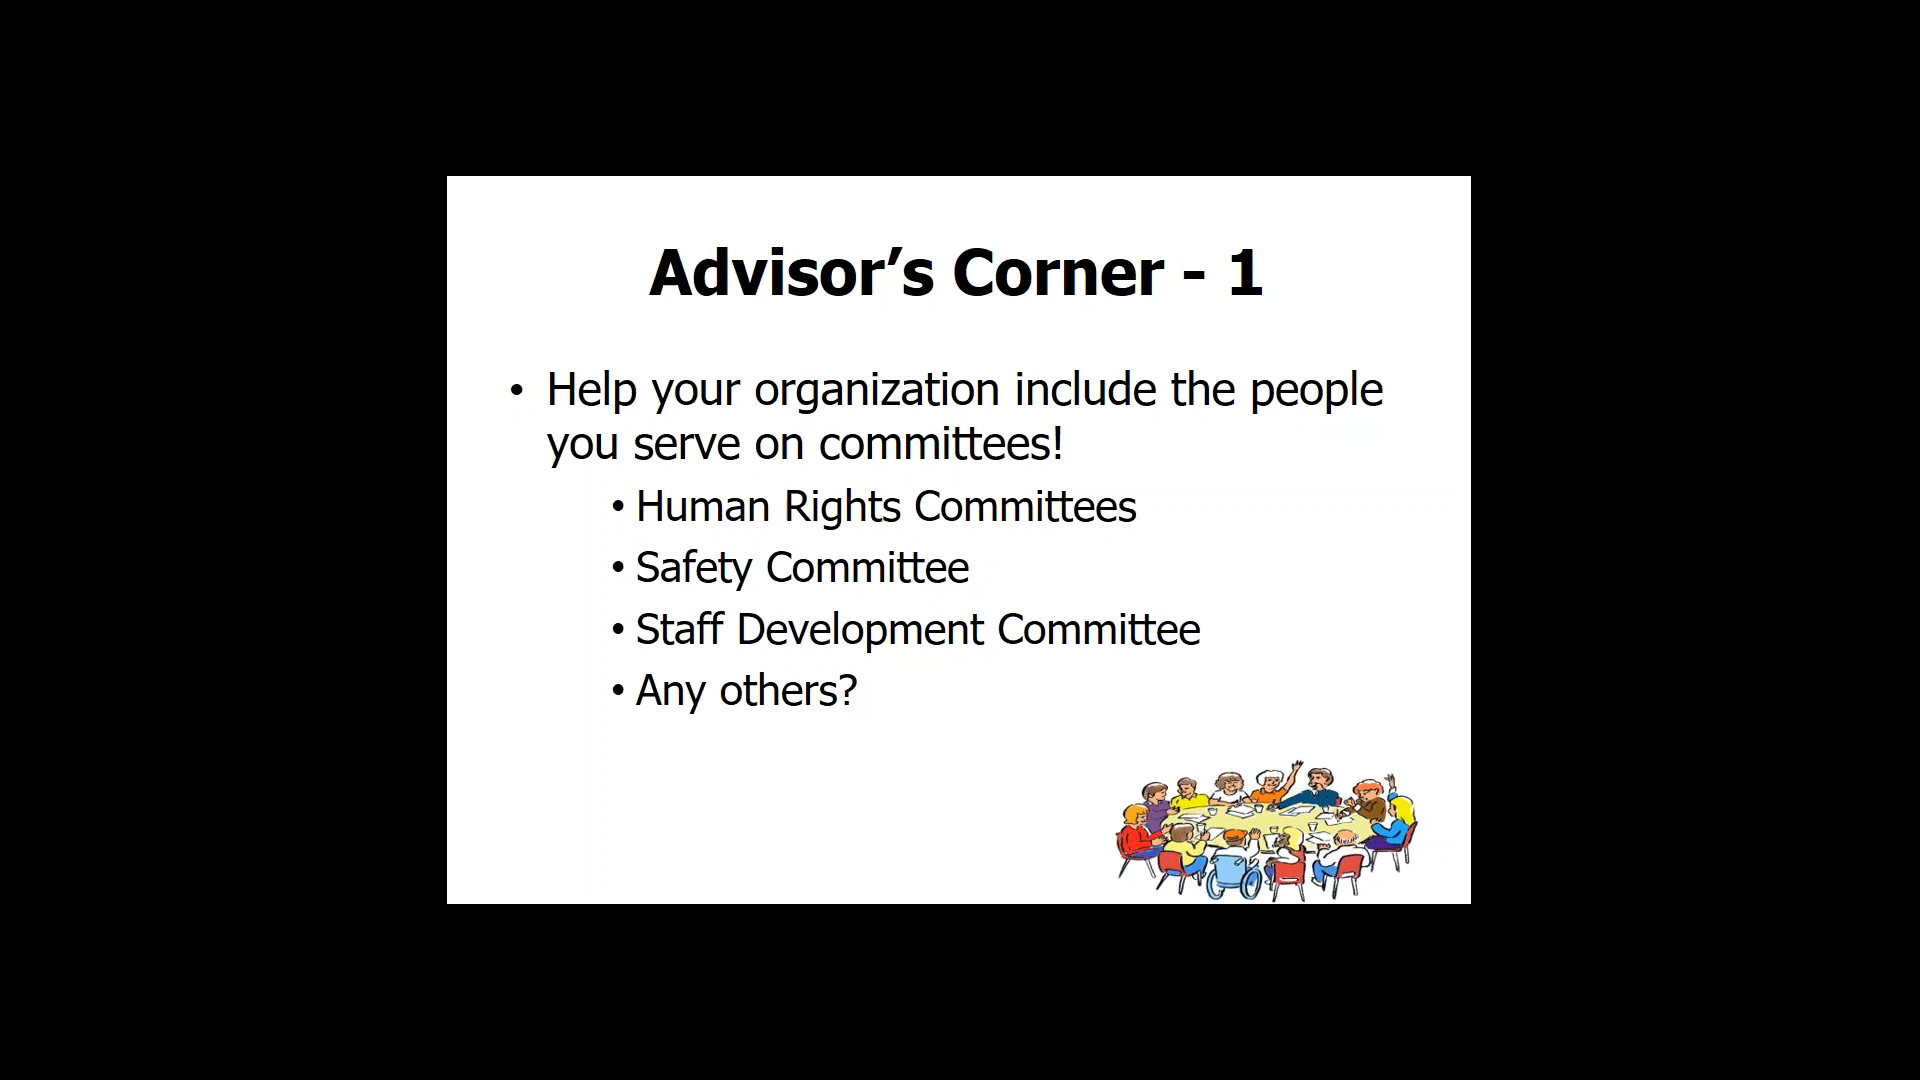 Advisor’s Corner - 1
• Help your organization include the people
you serve on committees!
• Human Rights Committees
• Safety Committee
• Staff Development Committee
• Any others?